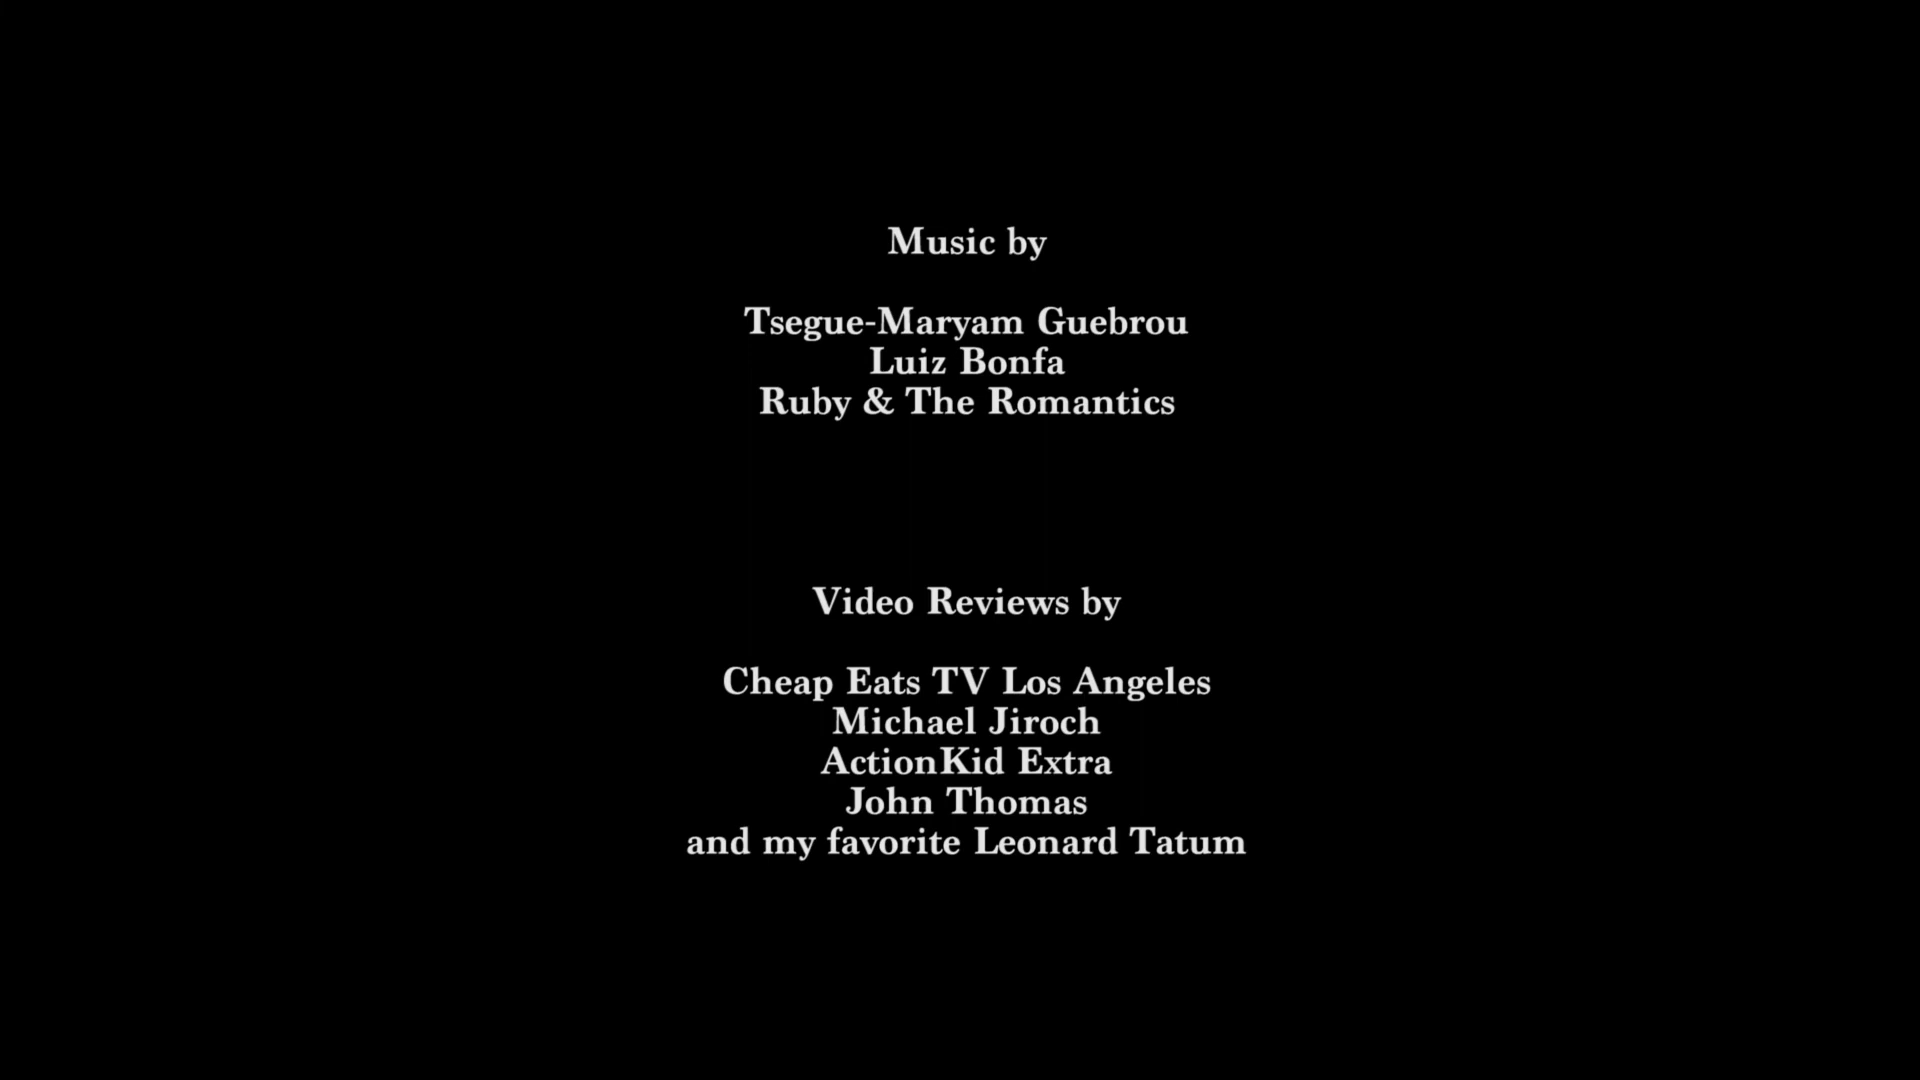 Music by
Tsegue-Maryam Guebrou
Luiz Bonfa
Ruby & The Romantics
Video Reviews by
Cheap Eats TV Los Angeles
Michael Jiroch
ActionKid Extra
John Thomas
and my favorite Leonard Tatum